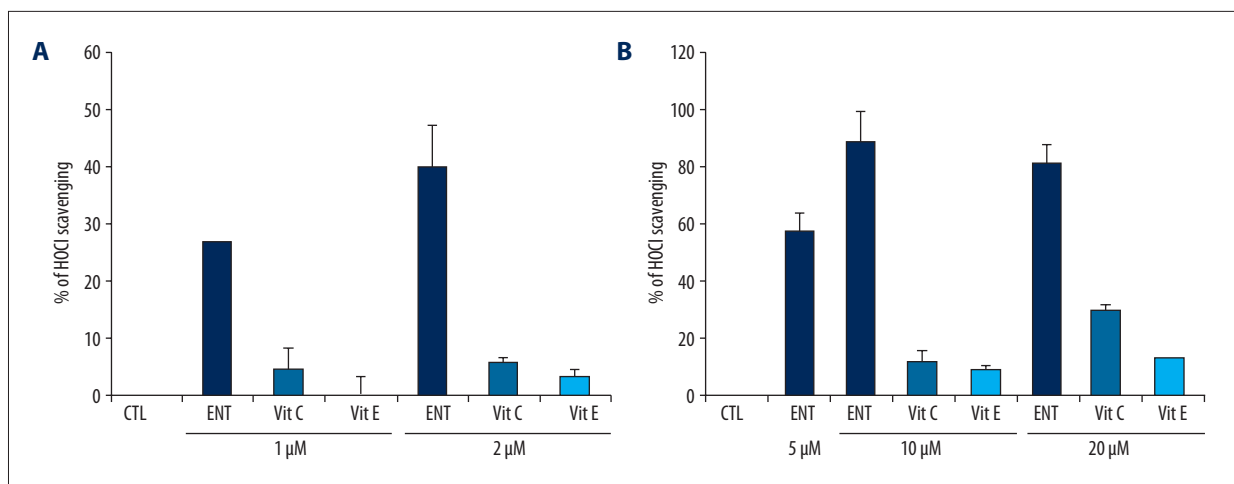 A
% of HOCl scavenging
60
50
40
30
20
10
0
CTL ENT Vit C Vit E ENT Vit C Vit E
1 µM 2 µM
B
% of HOCl scavenging
120
100
80
60
40
20
0
CTL ENT ENT Vit C Vit E ENT Vit C Vit E
5 µM 10 µM 20 µM